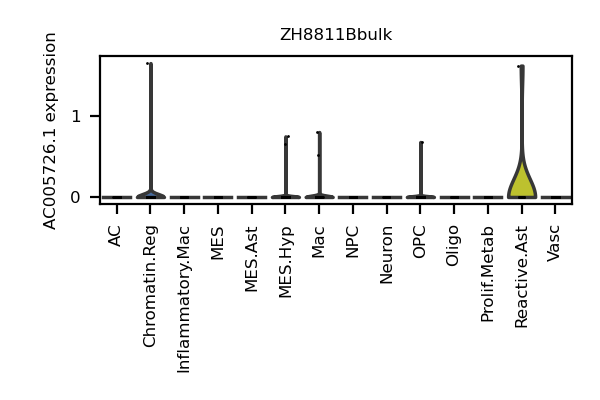 ZH8811Bbulk
AC005726.1 expression
1
0
AC
Chromatin.Reg
Inflammatory.Mac
MES
MES.Ast
MES.Hyp
Mac
NPC
Neuron
OPC
Oligo
Prolif.Metab
Reactive.Ast
Vasc